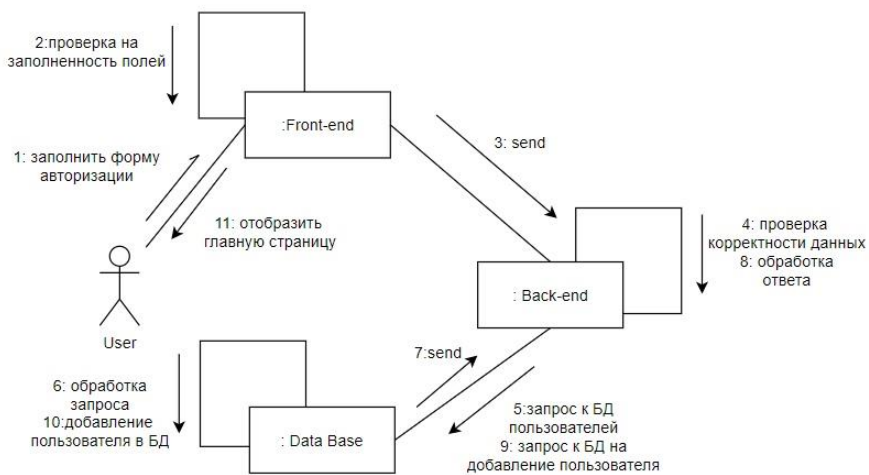 2:проверка на
заполненность полей
:Front-end
3: send
1: заполнить форму
авторизации
11: отобразить
главную страницу
4: проверка
корректности данных
8: обработка
ответа
: Back-end
User
7:send
6: обработка
запроса
10:добавление
пользователя в БД
: Data Base
5:запрос к БД
пользователей
9: запрос к БД на
добавление пользователя